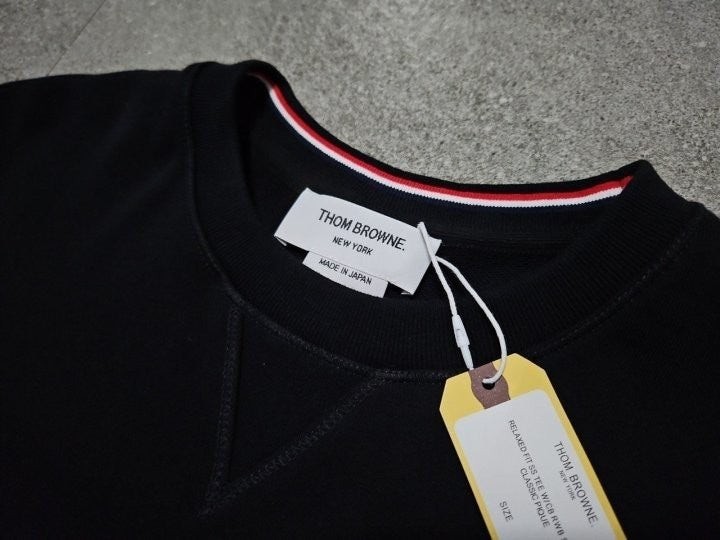 THOM BROWNE.
NEW YORK
MADE IN JAPAN
THOM BROWNE.
NEW YORK
RELAXED FIT SS TEE W/CB RWB
CLASSIC PIQUE
SIZE